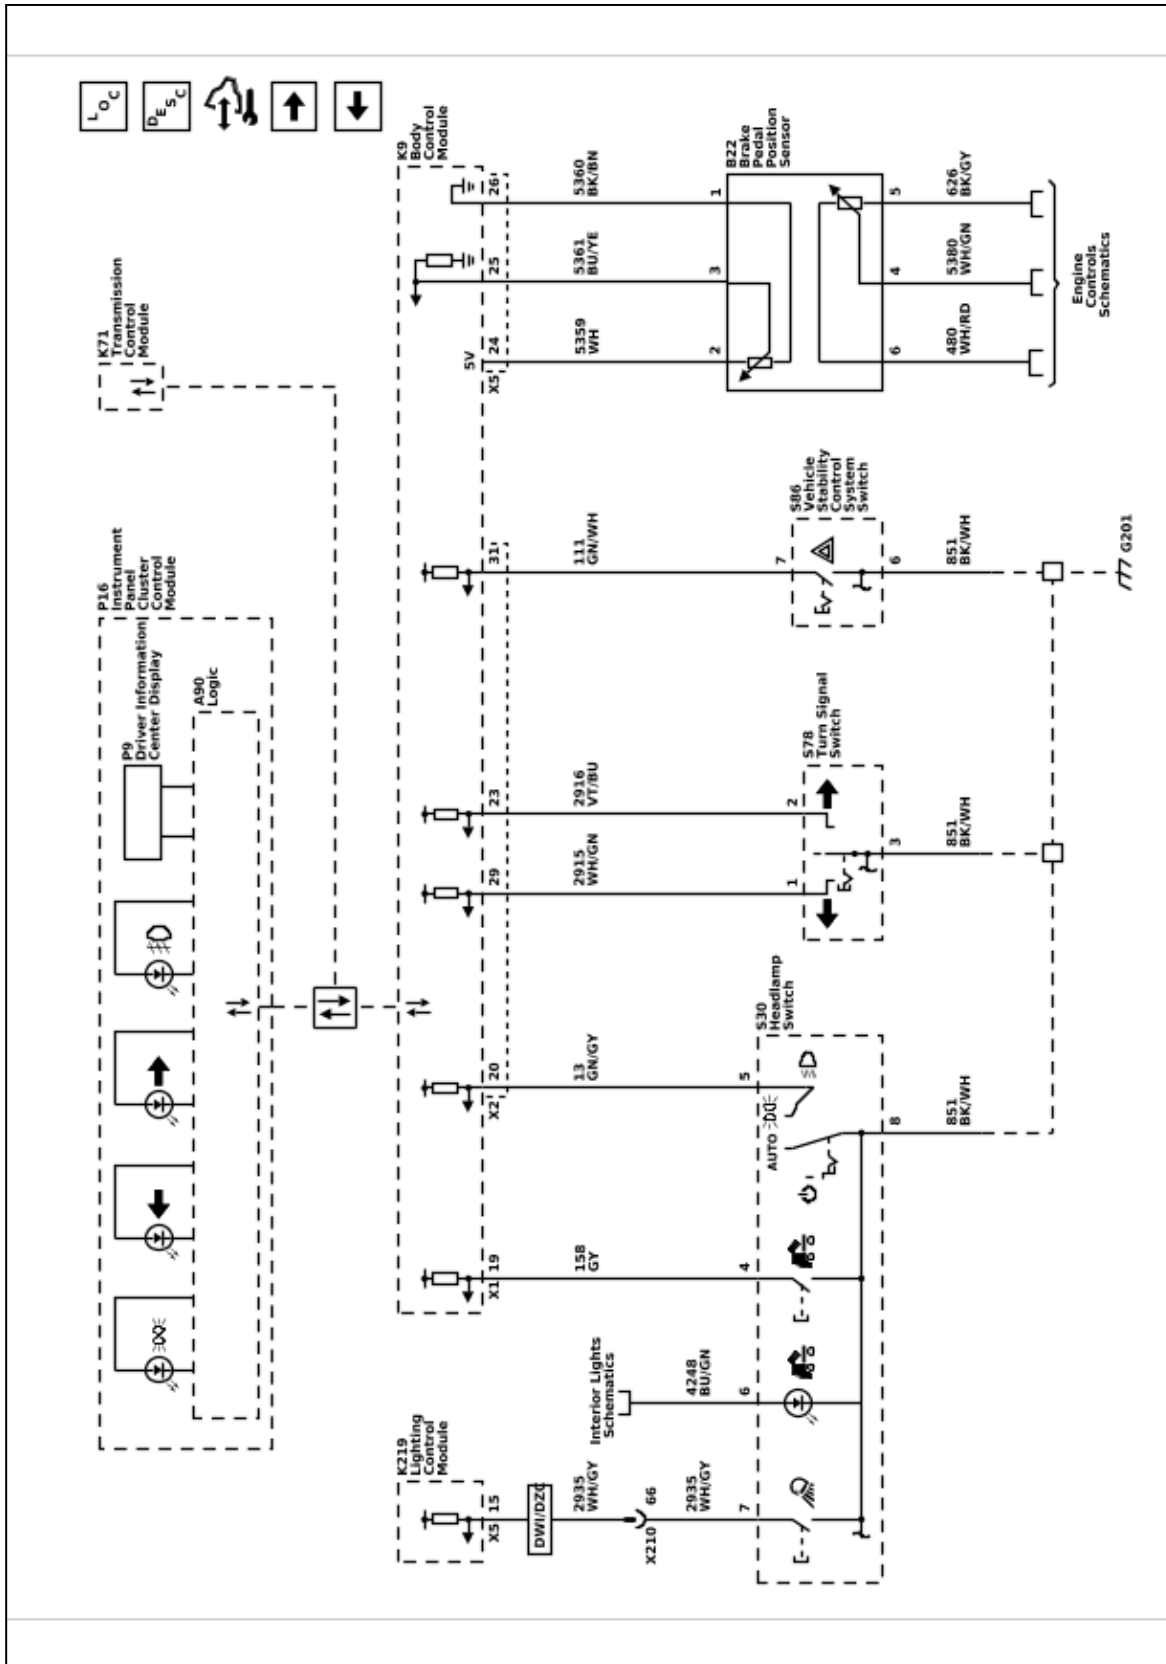 LOC
DESC
P16
Instrument
Panel
Cluster
Control
Module
P9
Driver Information
Center Display
A90
Logic
K71
Transmission
Control
Module
K219
Lighting
Control
Module
X5 15
DWI/DZC
2935
WH/GY
X210 66
2935
WH/GY
7
Interior Lights
Schematics
4248
BU/GN
6
K9
Body
Control
Module
X1 19
158
GY
4
X2 20
13
GN/GY
5
29
2915
WH/GN
1
23
2916
VT/BU
2
31
111
GN/WH
7
5V
X5 24
5359
WH
2
25
5361
BU/YE
3
26
5360
BK/BN
1
S30
Headlamp
Switch
AUTO
8
851
BK/WH
S78
Turn Signal
Switch
3
851
BK/WH
S86
Vehicle
Stability
Control
System
Switch
6
851
BK/WH
G201
B22
Brake
Pedal
Position
Sensor
6
480
WH/RD
4
5380
WH/GN
5
626
BK/GY
Engine
Controls
Schematics